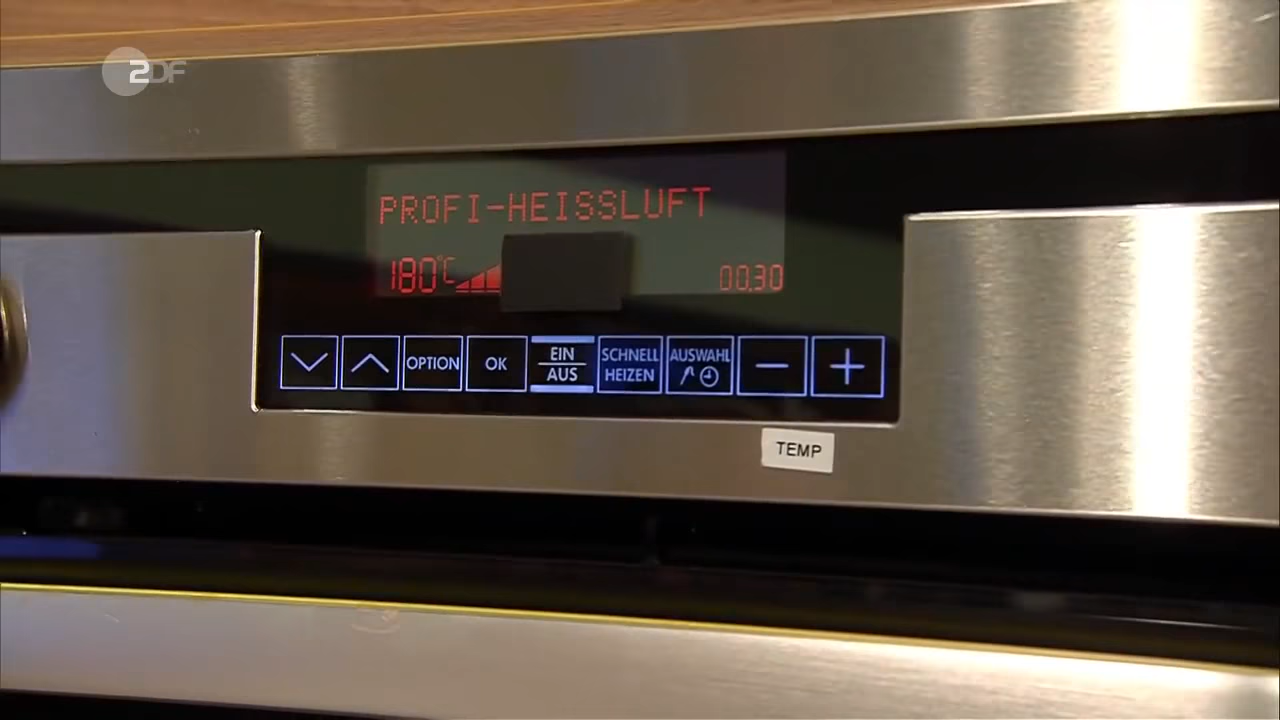 ZDF
PROFI-HEISSLUFT
180°C 00.30
OPTION OK EIN AUS SCHNELL HEIZEN AUSWAHL
TEMP